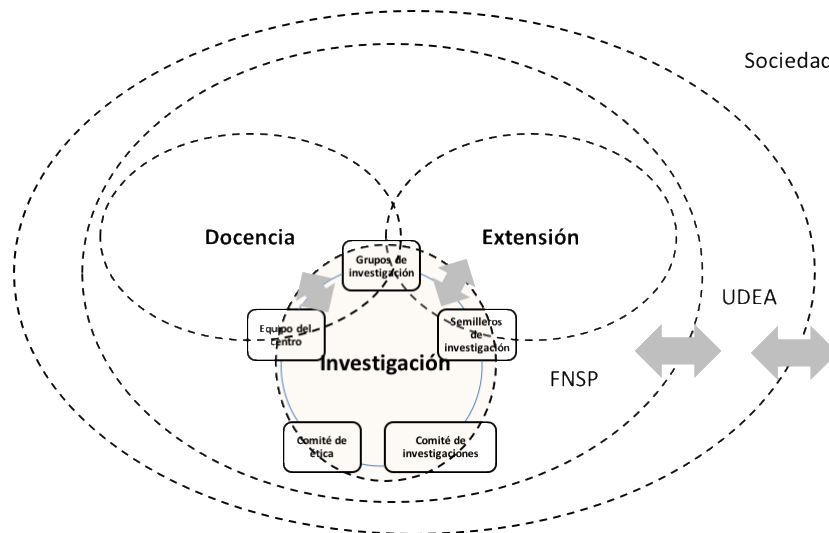 Sociedad
Docencia
Extensión
Grupos de
investigación
Equipo del
centro
Semilleros
de
investigación
Investigación
UDEA
FNSP
Comité de
ética
Comité de
investigaciones